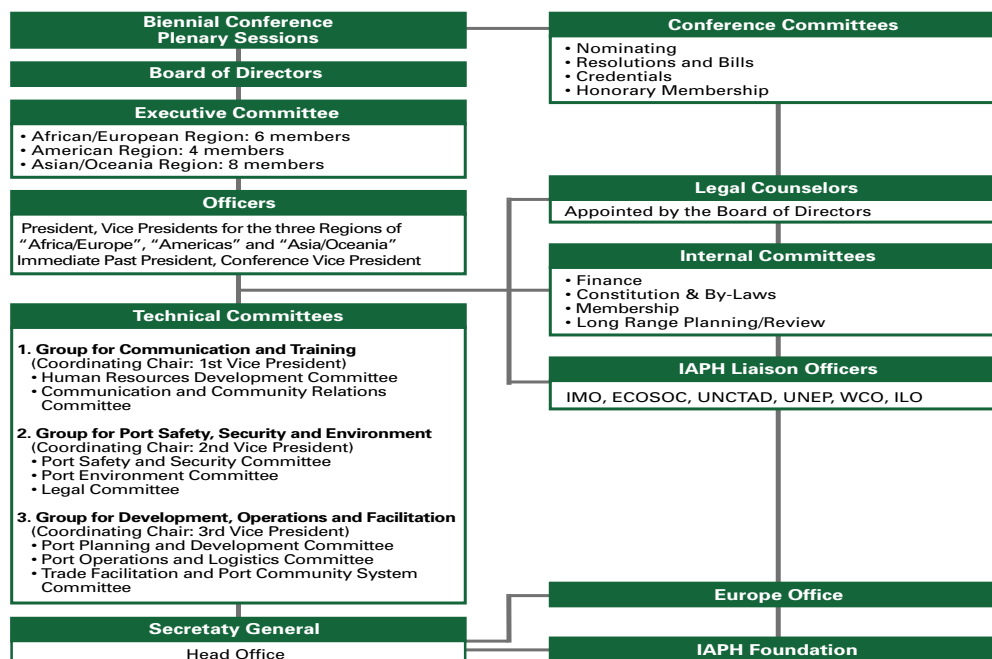 Biennial Conference
Plenary Sessions
Board of Directors
Executive Committee
• African/European Region: 6 members
• American Region: 4 members
• Asian/Oceania Region: 8 members
Officers
President, Vice Presidents for the three Regions of
“Africa/Europe”, “Americas” and “Asia/Oceania”
Immediate Past President, Conference Vice President
Technical Committees
1. Group for Communication and Training
(Coordinating Chair: 1st Vice President)
• Human Resources Development Committee
• Communication and Community Relations
Committee
2. Group for Port Safety, Security and Environment
(Coordinating Chair: 2nd Vice President)
• Port Safety and Security Committee
• Port Environment Committee
• Legal Committee
3. Group for Development, Operations and Facilitation
(Coordinating Chair: 3rd Vice President)
• Port Planning and Development Committee
• Port Operations and Logistics Committee
• Trade Facilitation and Port Community System
Committee
Secretaty General
Head Office
Conference Committees
• Nominating
• Resolutions and Bills
• Credentials
• Honorary Membership
Legal Counselors
Appointed by the Board of Directors
Internal Committees
• Finance
• Constitution & By-Laws
• Membership
• Long Range Planning/Review
IAPH Liaison Officers
IMO, ECOSOC, UNCTAD, UNEP, WCO, ILO
Europe Office
IAPH Foundation